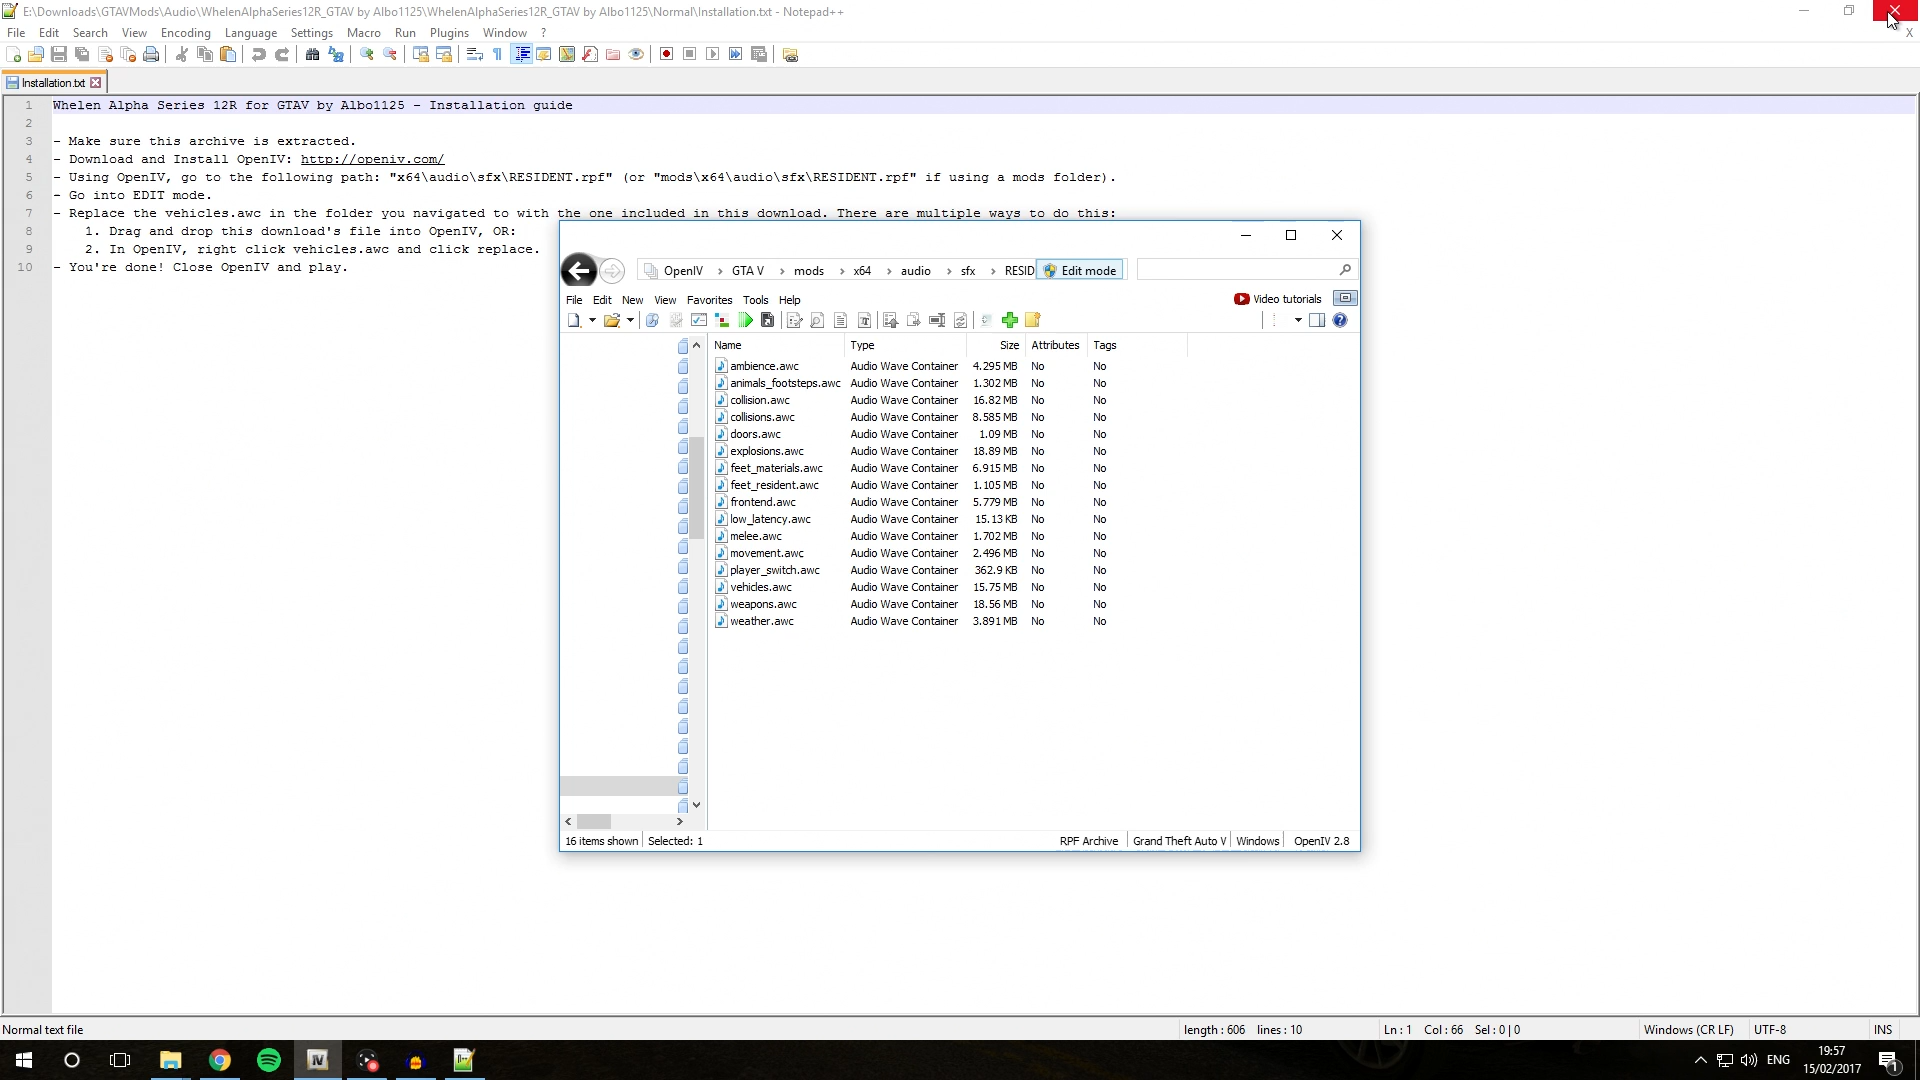 E:\Downloads\GTAVMods\Audio\WhelenAlphaSeries12R_GTAV by Albo1125\WhelenAlphaSeries12R_GTAV by Albo1125\Normal\Installation.txt - Notepad++
File Edit Search View Encoding Language Settings Macro Run Plugins Window ?
X
Installation.txt
1 Whelen Alpha Series 12R for GTAV by Albo1125 - Installation guide
2
3 - Make sure this archive is extracted.
4 - Download and Install OpenIV: http://openiv.com/
5 - Using OpenIV, go to the following path: "x64\audio\sfx\RESIDENT.rpf" (or "mods\x64\audio\sfx\RESIDENT.rpf" if using a mods folder).
6 - Go into EDIT mode.
7 - Replace the vehicles.awc in the folder you navigated to with the one included in this download. There are multiple ways to do this:
8 1. Drag and drop this download's file into OpenIV, OR:
9 2. In OpenIV, right click vehicles.awc and click replace.
10 - You're done! Close OpenIV and play.
OpenIV › GTA V › mods › x64 › audio › sfx › RESID Edit mode
File Edit New View Favorites Tools Help Video tutorials
Name Type Size Attributes Tags
ambience.awc Audio Wave Container 4.295 MB No No
animals_footsteps.awc Audio Wave Container 1.302 MB No No
collision.awc Audio Wave Container 16.82 MB No No
collisions.awc Audio Wave Container 8.585 MB No No
doors.awc Audio Wave Container 1.09 MB No No
explosions.awc Audio Wave Container 18.89 MB No No
feet_materials.awc Audio Wave Container 6.915 MB No No
feet_resident.awc Audio Wave Container 1.105 MB No No
frontend.awc Audio Wave Container 5.779 MB No No
low_latency.awc Audio Wave Container 15.13 KB No No
melee.awc Audio Wave Container 1.702 MB No No
movement.awc Audio Wave Container 2.496 MB No No
player_switch.awc Audio Wave Container 362.9 KB No No
vehicles.awc Audio Wave Container 15.75 MB No No
weapons.awc Audio Wave Container 18.56 MB No No
weather.awc Audio Wave Container 3.891 MB No No
16 items shown Selected: 1 RPF Archive Grand Theft Auto V Windows OpenIV 2.8
Normal text file length : 606 lines : 10 Ln : 1 Col : 66 Sel : 0 | 0 Windows (CR LF) UTF-8 INS
IV ENG 19:57
15/02/2017 1